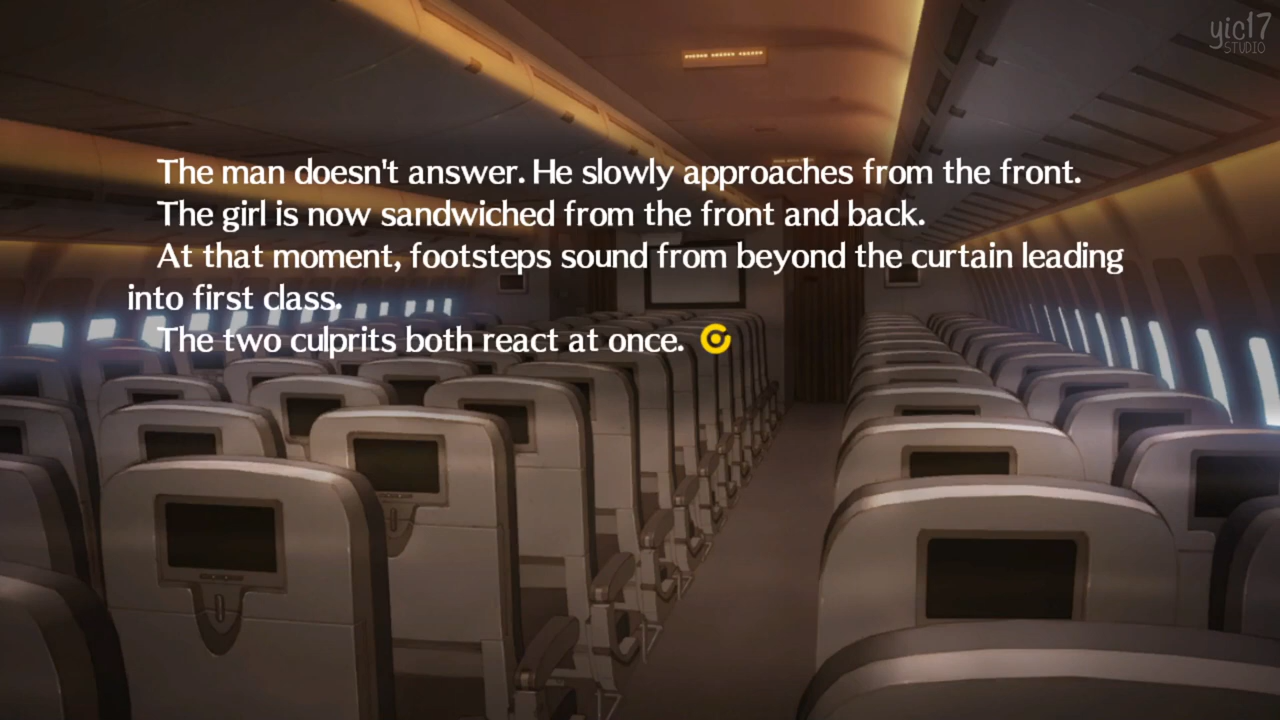 yic17
STUDIO
The man doesn't answer. He slowly approaches from the front.
The girl is now sandwiched from the front and back.
At that moment, footsteps sound from beyond the curtain leading
into first class.
The two culprits both react at once.